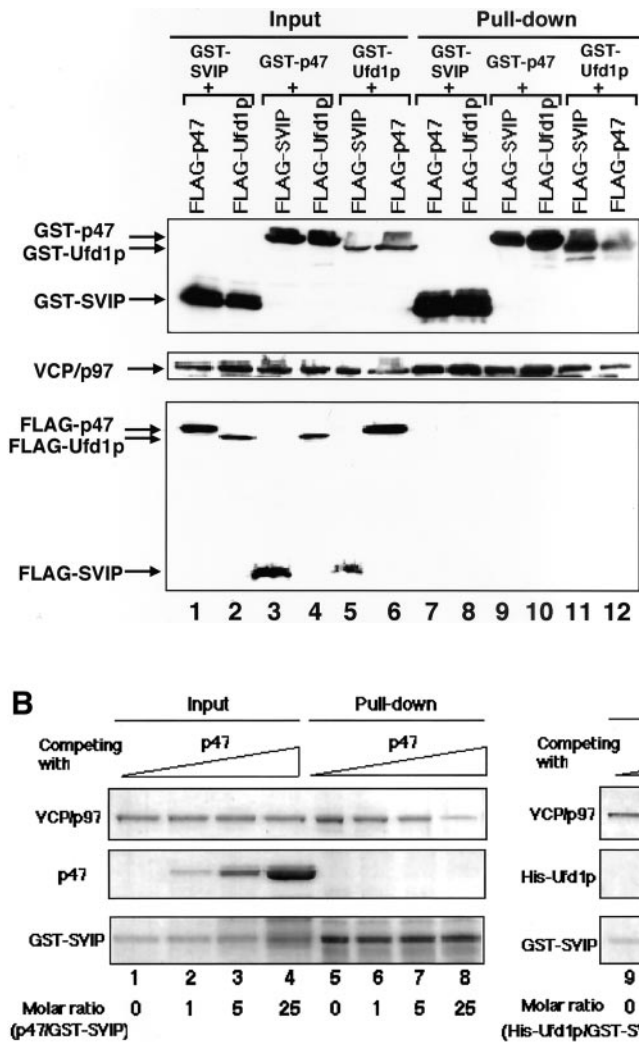 Input Pull-down
GST-SVIP + GST-p47 + GST-Ufd1p + GST-SVIP + GST-p47 + GST-Ufd1p +
FLAG-p47 FLAG-Ufd1p FLAG-SVIP FLAG-Ufd1p FLAG-SVIP FLAG-p47 FLAG-p47 FLAG-Ufd1p FLAG-SVIP FLAG-Ufd1p FLAG-SVIP FLAG-p47
GST-p47
GST-Ufd1p
GST-SVIP
VCP/p97
FLAG-p47
FLAG-Ufd1p
FLAG-SVIP
1 2 3 4 5 6 7 8 9 10 11 12
B
Input Pull-down
Competing with p47 p47 Competing with
VCP/p97 VCP/p97
p47 His-Ufd1p
GST-SVIP GST-SVIP
1 2 3 4 5 6 7 8 9
Molar ratio 0 1 5 25 0 1 5 25 Molar ratio 0
(p47/GST-SVIP) (His-Ufd1p/GST-S